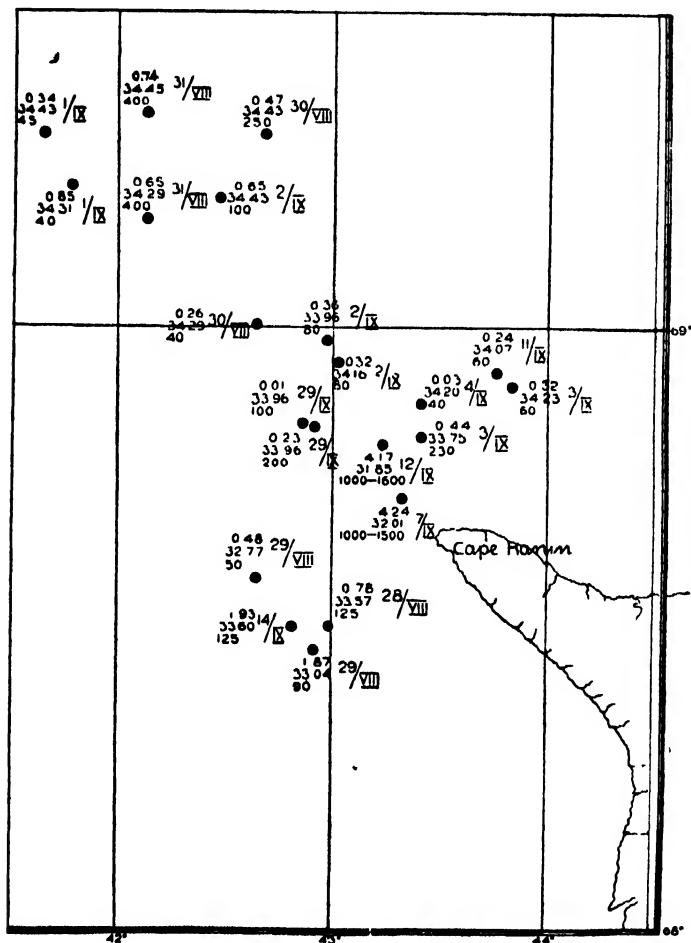 0.34
34.43 1/IX
45
0.74
34.45 31/VIII
400
0.47
34.43 30/VIII
250
0.85
34.31 1/IX
40
0.65
34.29 31/VIII
400
0.65
34.43 2/IX
100
0.26
34.29 30/VIII
40
0.36
33.96 2/IX
80
69°
0.32
34.16 2/IX
80
0.24
34.07 11/IX
60
0.32
34.23 3/IX
60
0.03
34.20 4/IX
40
0.01
33.96 29/IX
100
0.23
33.96 29/IX
200
0.44
33.75 3/IX
230
4.17
31.85 12/IX
1000-1600
4.24
32.01 7/IX
1000-1500
Cape Kanin
0.48
32.77 29/VIII
50
0.78
33.57 28/VIII
125
1.93
33.60 14/IX
125
1.87
33.04 29/VIII
90
42°
43°
44°
68°